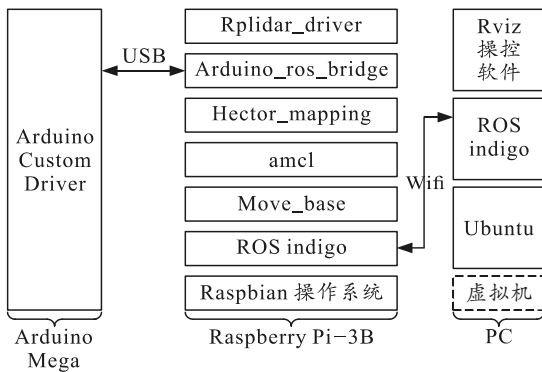 Arduino
Custom
Driver
Arduino
Mega
USB
Rplidar_driver
Arduino_ros_bridge
Hector_mapping
amcl
Move_base
ROS indigo
Raspbian 操作系统
Raspberry Pi-3B
Wifi
Rviz
操控
软件
ROS
indigo
Ubuntu
虚拟机
PC